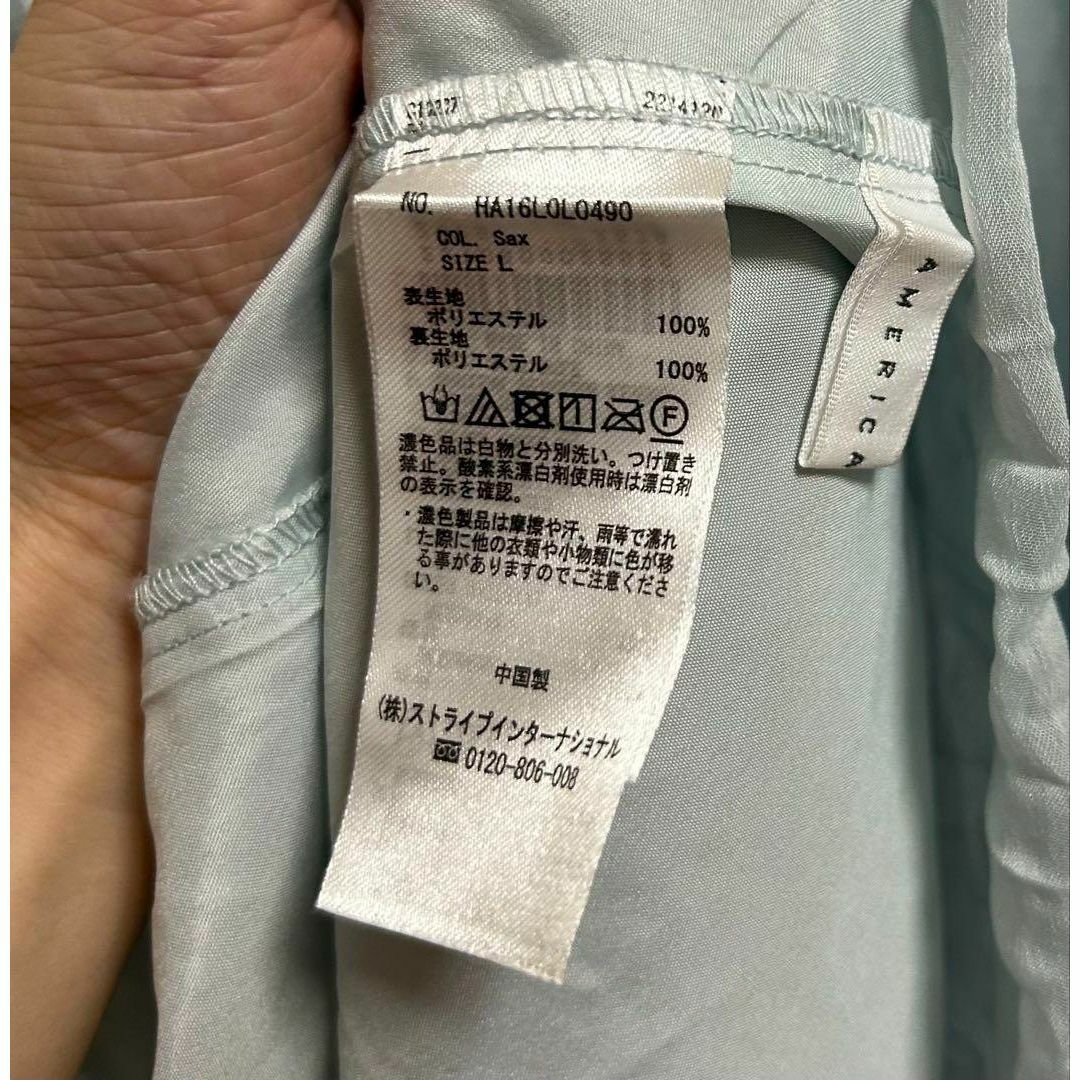 NO. HA16L0L0490
COL. Sax
SIZE L
表生地
ポリエステル 100%
裏生地
ポリエステル 100%
F
濃色品は白物と分別洗い。つけ置き
禁止。酸素系漂白剤使用時は漂白剤
の表示を確認。
・濃色製品は摩擦や汗、雨等で濡れ
た際に他の衣類や小物類に色が移
る事がありますのでご注意くださ
い。
中国製
(株)ストライプインターナショナル
0120-806-008
AMERICA